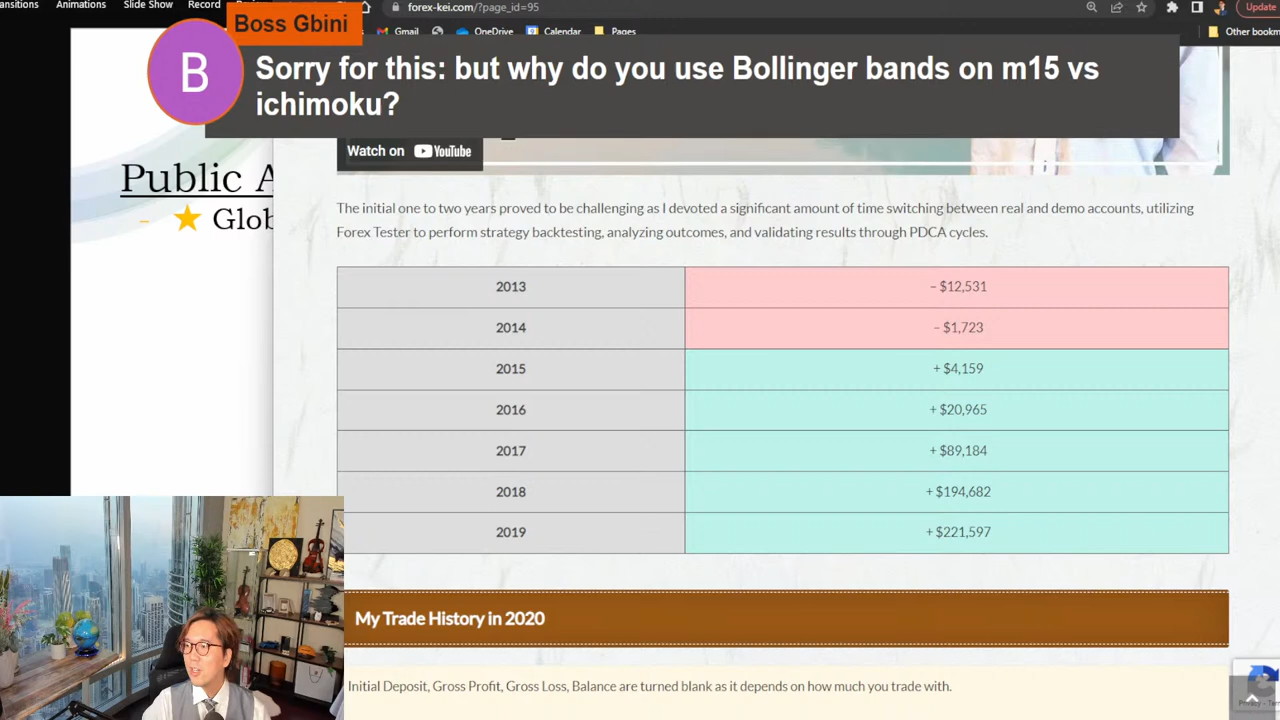 ansitions
Animations
Slide Show
Record
forex-kei.com/?page_id=95
Update
Gmail
OneDrive
Calendar
Pages
Other bookm
Boss Gbini
B
Sorry for this: but why do you use Bollinger bands on m15 vs
ichimoku?
Watch on YouTube
Public A
Glob
The initial one to two years proved to be challenging as I devoted a significant amount of time switching between real and demo accounts, utilizing
Forex Tester to perform strategy backtesting, analyzing outcomes, and validating results through PDCA cycles.
2013 – $12,531
2014 – $1,723
2015 + $4,159
2016 + $20,965
2017 + $89,184
2018 + $194,682
2019 + $221,597
My Trade History in 2020
Initial Deposit, Gross Profit, Gross Loss, Balance are turned blank as it depends on how much you trade with.